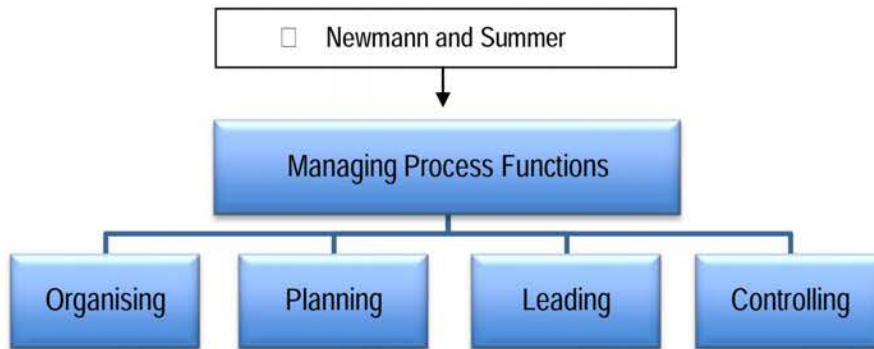 □ Newmann and Summer
Managing Process Functions
Organising
Planning
Leading
Controlling